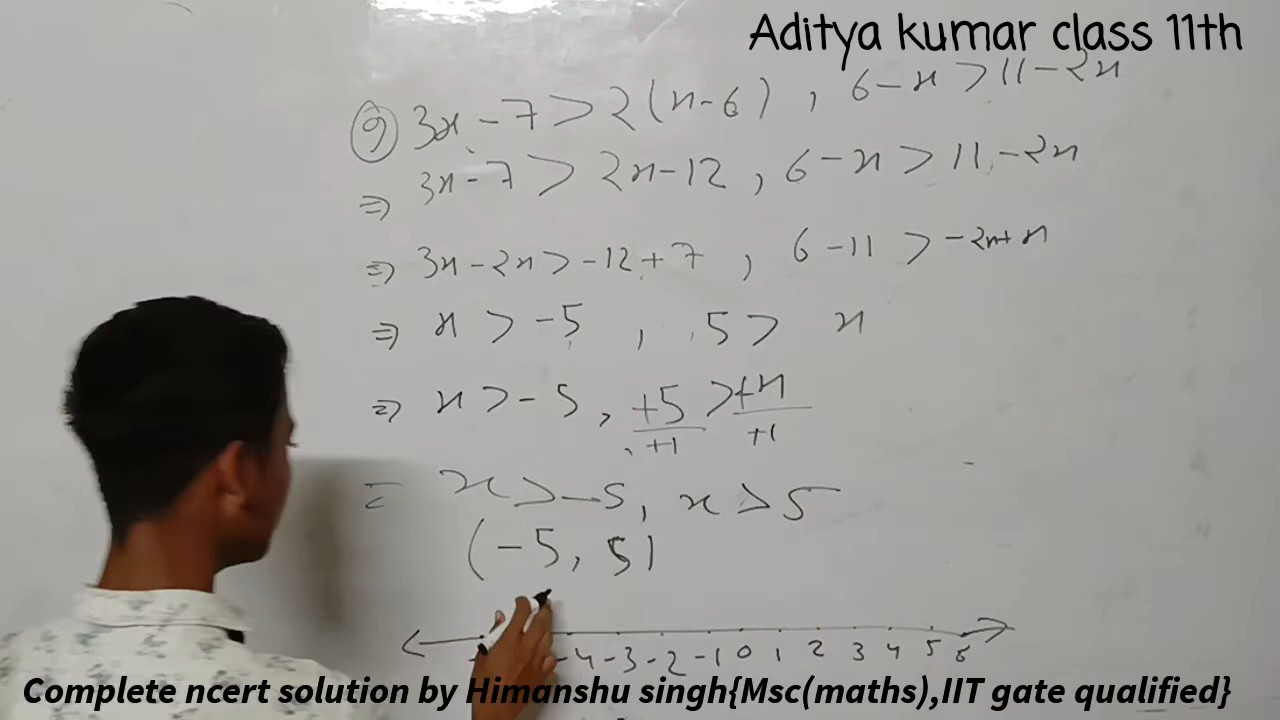 Aditya kumar class 11th
⑨ 3x - 7 > 2(x-6) , 6-x > 11-2x
⇒ 3x-7 > 2x-12 , 6-x > 11-2x
⇒ 3x-2x > -12+7 , 6-11 > -2x+x
⇒ x > -5 , 5 > x
⇒ x > -5 , +5/+1 > +x/+1
= x > -5, x > 5
(-5, 5)
-4 -3 -2 -1 0 1 2 3 4 5 6
Complete ncert solution by Himanshu singh{Msc(maths),IIT gate qualified}